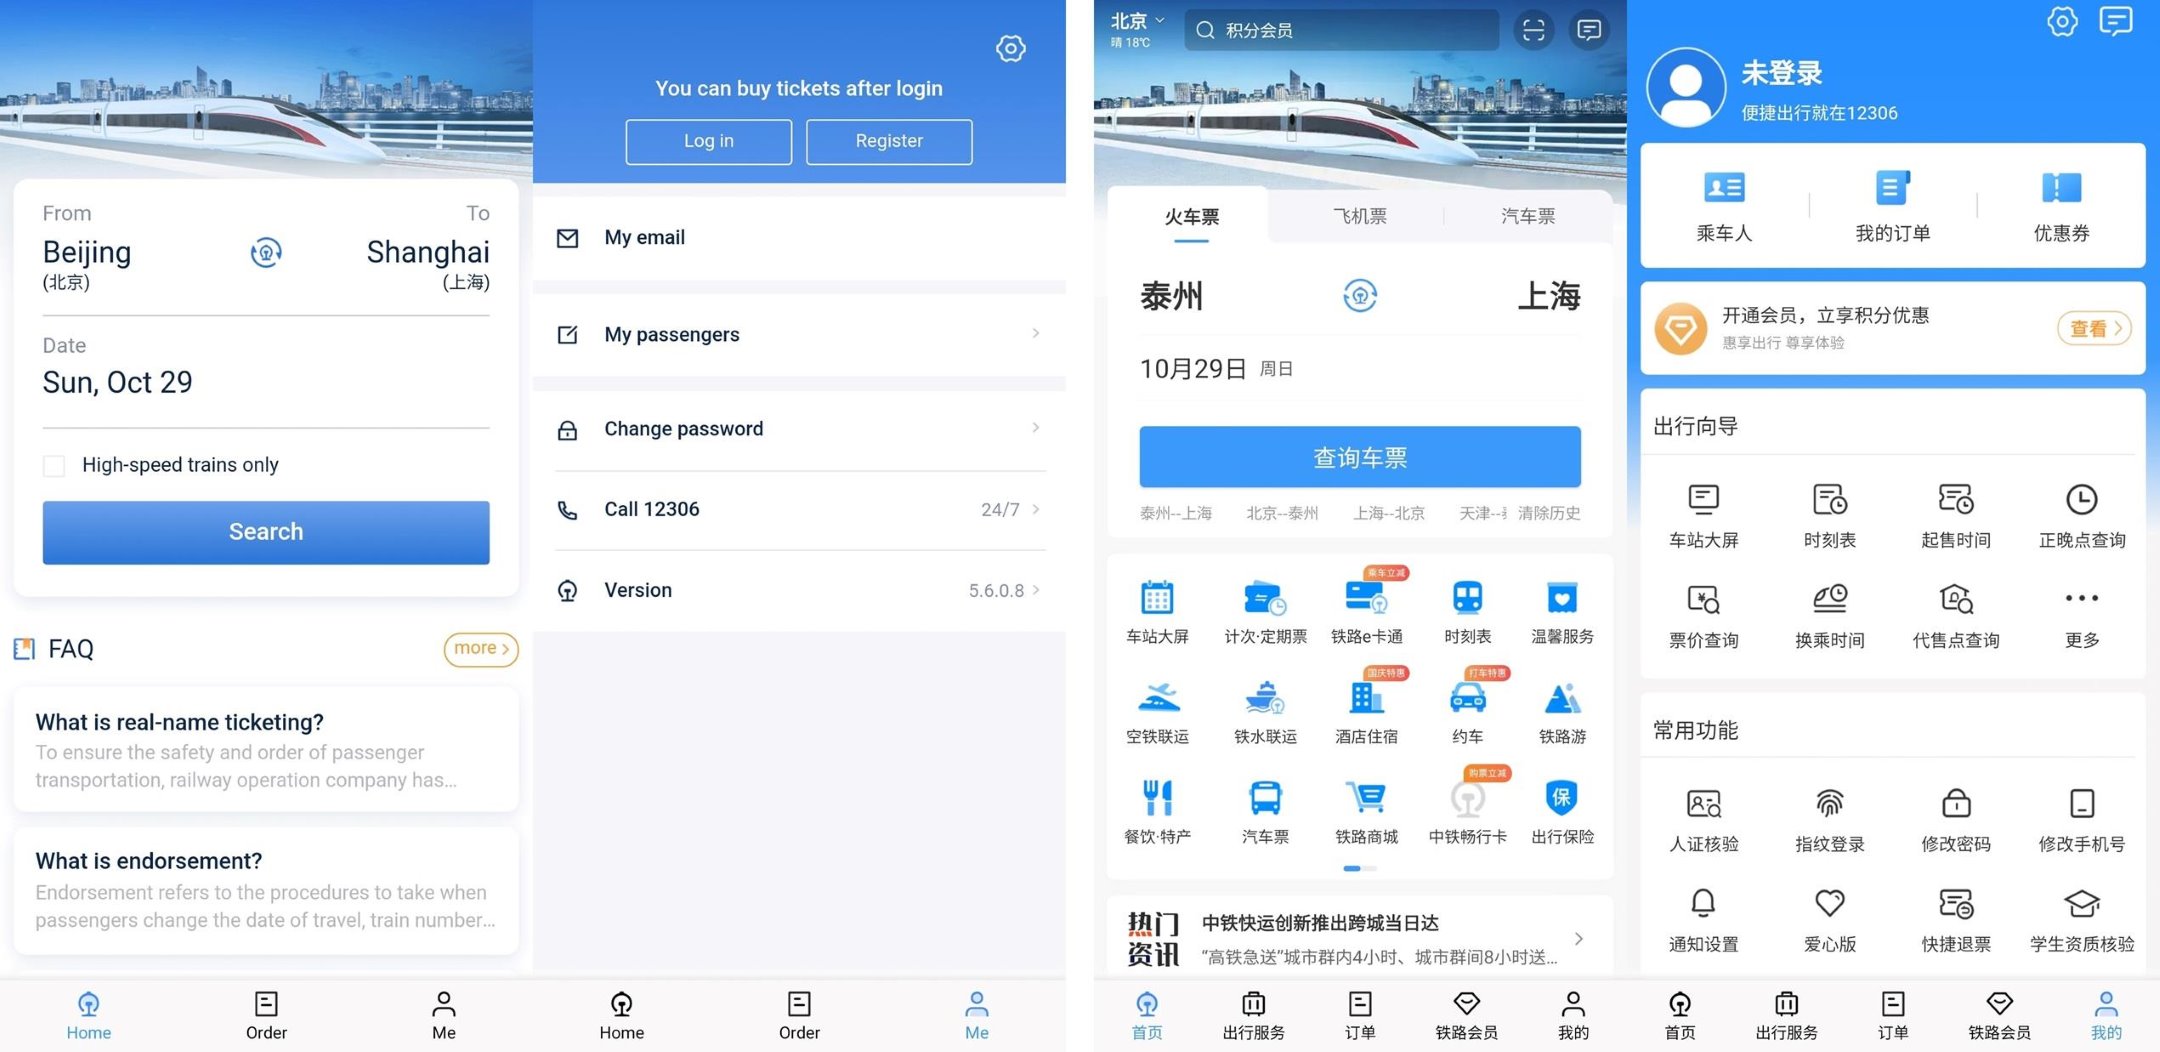 From
To
Beijing
Shanghai
(北京)
(上海)
Date
Sun, Oct 29
High-speed trains only
Search
FAQ
more
What is real-name ticketing?
To ensure the safety and order of passenger
transportation, railway operation company has...
What is endorsement?
Endorsement refers to the procedures to take when
passengers change the date of travel, train number...
Home
Order
Me
You can buy tickets after login
Log in
Register
My email
My passengers
Change password
Call 12306
24/7
Version
5.6.0.8
Home
Order
Me
北京
晴 18℃
积分会员
火车票
飞机票
汽车票
泰州
上海
10月29日 周日
查询车票
泰州--上海
北京--泰州
上海--北京
天津--
清除历史
乘车立减
车站大屏
计次·定期票
铁路e卡通
时刻表
温馨服务
国庆特惠
打车特惠
空铁联运
铁水联运
酒店住宿
约车
铁路游
购票立减
保
餐饮·特产
汽车票
铁路商城
中铁畅行卡
出行保险
热门
资讯
中铁快运创新推出跨城当日达
“高铁急送”城市群内4小时、城市群间8小时送...
首页
出行服务
订单
铁路会员
我的
未登录
便捷出行就在12306
乘车人
我的订单
优惠券
开通会员，立享积分优惠
惠享出行 尊享体验
查看
出行向导
车站大屏
时刻表
起售时间
正晚点查询
票价查询
换乘时间
代售点查询
更多
常用功能
人证核验
指纹登录
修改密码
修改手机号
通知设置
爱心版
快捷退票
学生资质核验
首页
出行服务
订单
铁路会员
我的